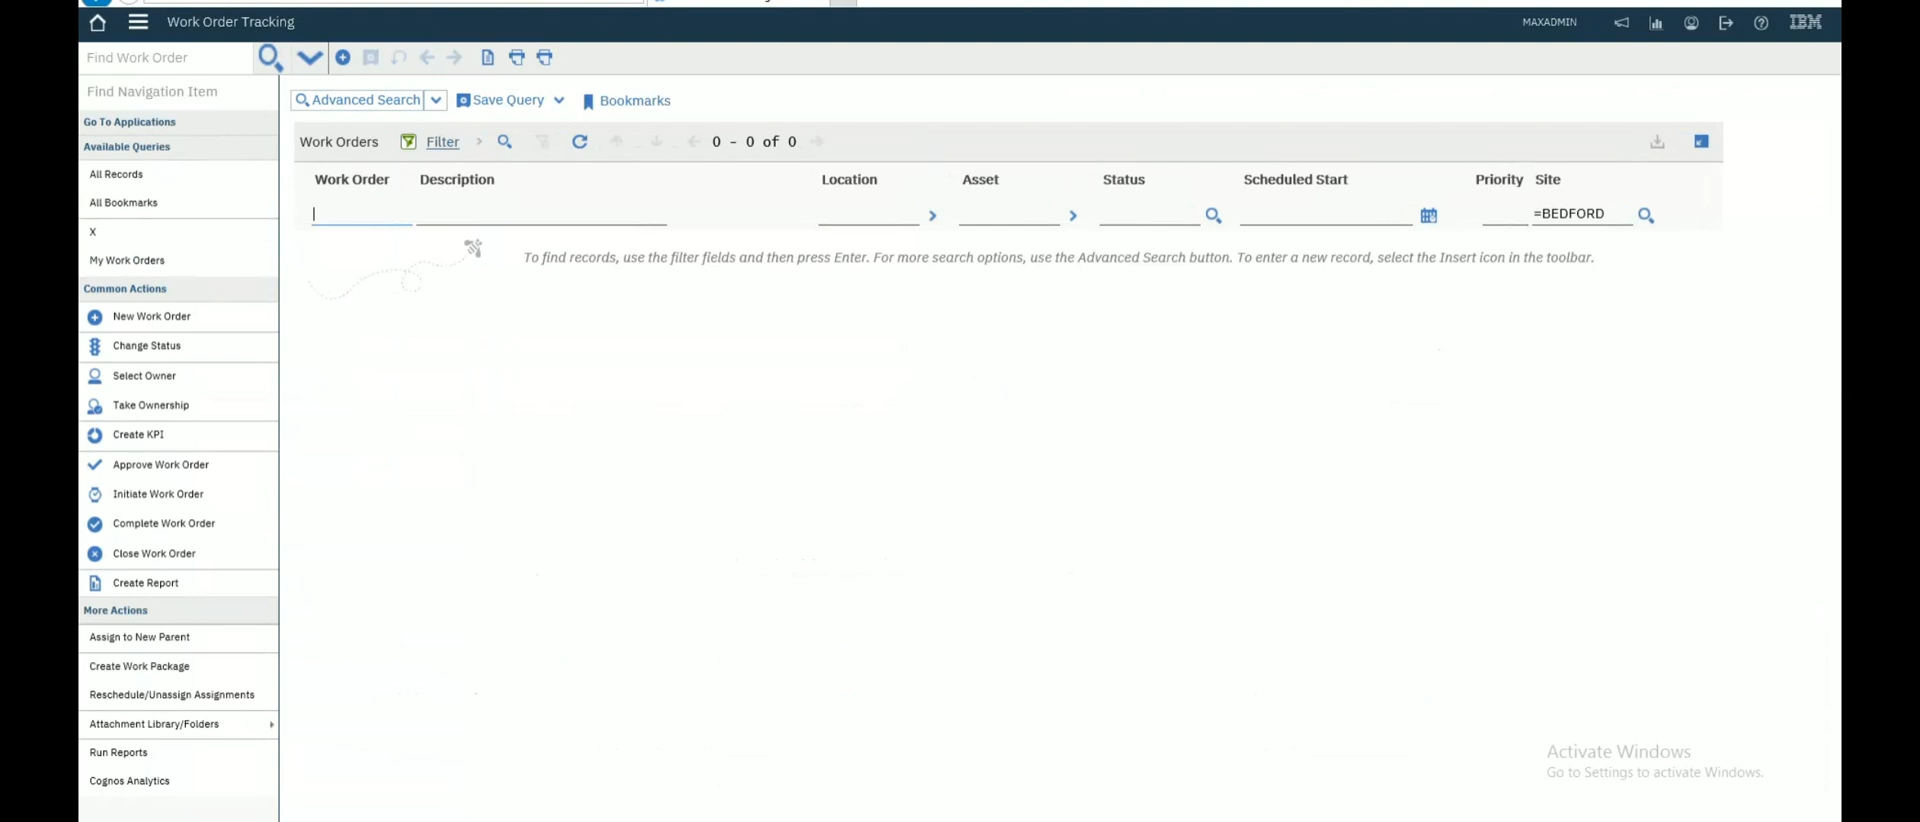 Work Order Tracking
MAXADMIN
IBM
Find Work Order
Find Navigation Item
Go To Applications
Available Queries
All Records
All Bookmarks
X
My Work Orders
Common Actions
New Work Order
Change Status
Select Owner
Take Ownership
Create KPI
Approve Work Order
Initiate Work Order
Complete Work Order
Close Work Order
Create Report
More Actions
Assign to New Parent
Create Work Package
Reschedule/Unassign Assignments
Attachment Library/Folders
Run Reports
Cognos Analytics
Advanced Search Save Query Bookmarks
Work Orders Filter 0 - 0 of 0
Work Order Description Location Asset Status Scheduled Start Priority Site
=BEDFORD
To find records, use the filter fields and then press Enter. For more search options, use the Advanced Search button. To enter a new record, select the Insert icon in the toolbar.
Activate Windows
Go to Settings to activate Windows.